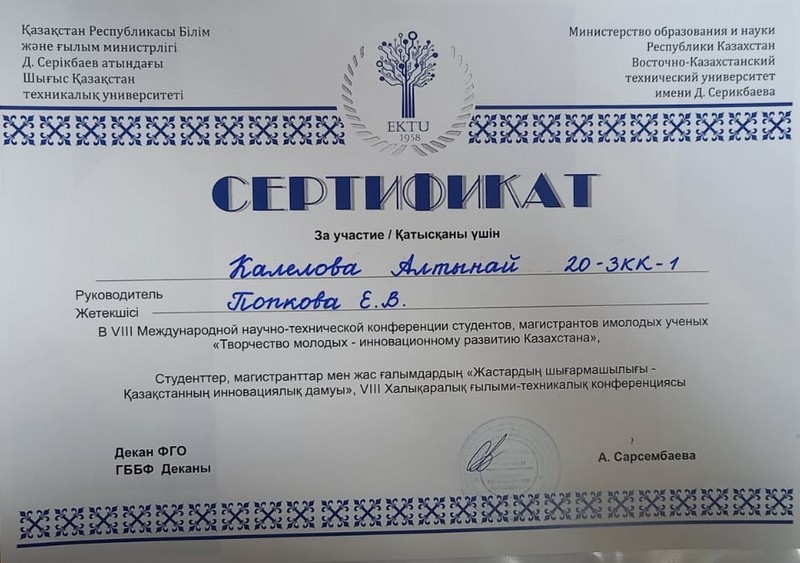 Қазақстан Республикасы Білім
және ғылым министрлігі
Д. Серікбаев атындағы
Шығыс Қазақстан
техникалық университеті
Министерство образования и науки
Республики Казахстан
Восточно-Казахстанский
технический университет
имени Д. Серикбаева
EKTU
1958
СЕРТИФИКАТ
За участие / Қатысқаны үшін
Калелова Алтынай 20-ЗКК-1
Руководитель
Жетекшісі
Попкова Е.В.
В VIII Международной научно-технической конференции студентов, магистрантов имолодых ученых
«Творчество молодых - инновационному развитию Казахстана»,
Студенттер, магистранттар мен жас ғалымдардың «Жастардың шығармашылығы -
Қазақстанның инновациялық дамуы», VIII Халықаралық ғылыми-техникалық конференциясы
Декан ФГО
ГББФ Деканы
А. Сарсембаева